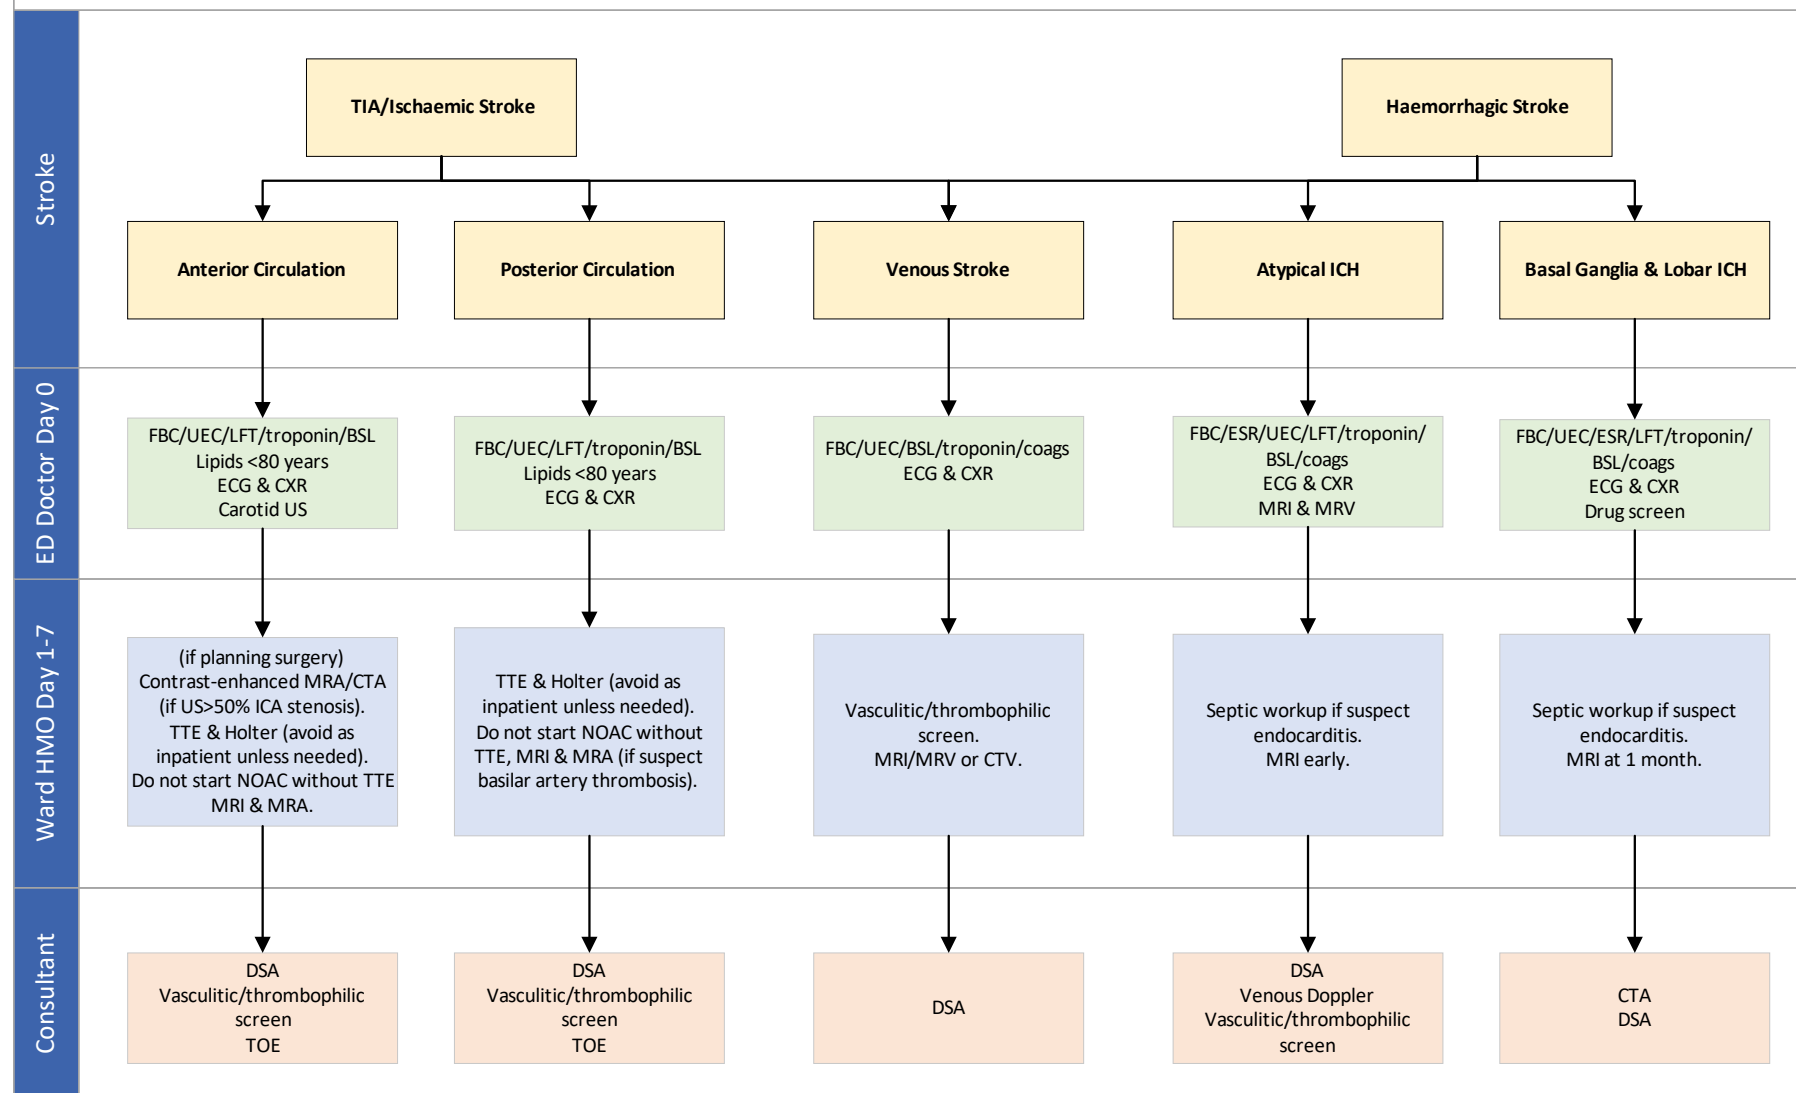 Stroke
TIA/Ischaemic Stroke
Haemorrhagic Stroke
Anterior Circulation
Posterior Circulation
Venous Stroke
Atypical ICH
Basal Ganglia & Lobar ICH
ED Doctor Day 0
FBC/UEC/LFT/troponin/BSL
Lipids <80 years
ECG & CXR
Carotid US
FBC/UEC/LFT/troponin/BSL
Lipids <80 years
ECG & CXR
FBC/UEC/BSL/troponin/coags
ECG & CXR
FBC/ESR/UEC/LFT/troponin/
BSL/coags
ECG & CXR
MRI & MRV
FBC/UEC/ESR/LFT/troponin/
BSL/coags
ECG & CXR
Drug screen
Ward HMO Day 1-7
(if planning surgery)
Contrast-enhanced MRA/CTA
(if US>50% ICA stenosis).
TTE & Holter (avoid as
inpatient unless needed).
Do not start NOAC without TTE
MRI & MRA.
TTE & Holter (avoid as
inpatient unless needed).
Do not start NOAC without
TTE, MRI & MRA (if suspect
basilar artery thrombosis).
Vasculitic/thrombophilic
screen.
MRI/MRV or CTV.
Septic workup if suspect
endocarditis.
MRI early.
Septic workup if suspect
endocarditis.
MRI at 1 month.
Consultant
DSA
Vasculitic/thrombophilic
screen
TOE
DSA
Vasculitic/thrombophilic
screen
TOE
DSA
DSA
Venous Doppler
Vasculitic/thrombophilic
screen
CTA
DSA